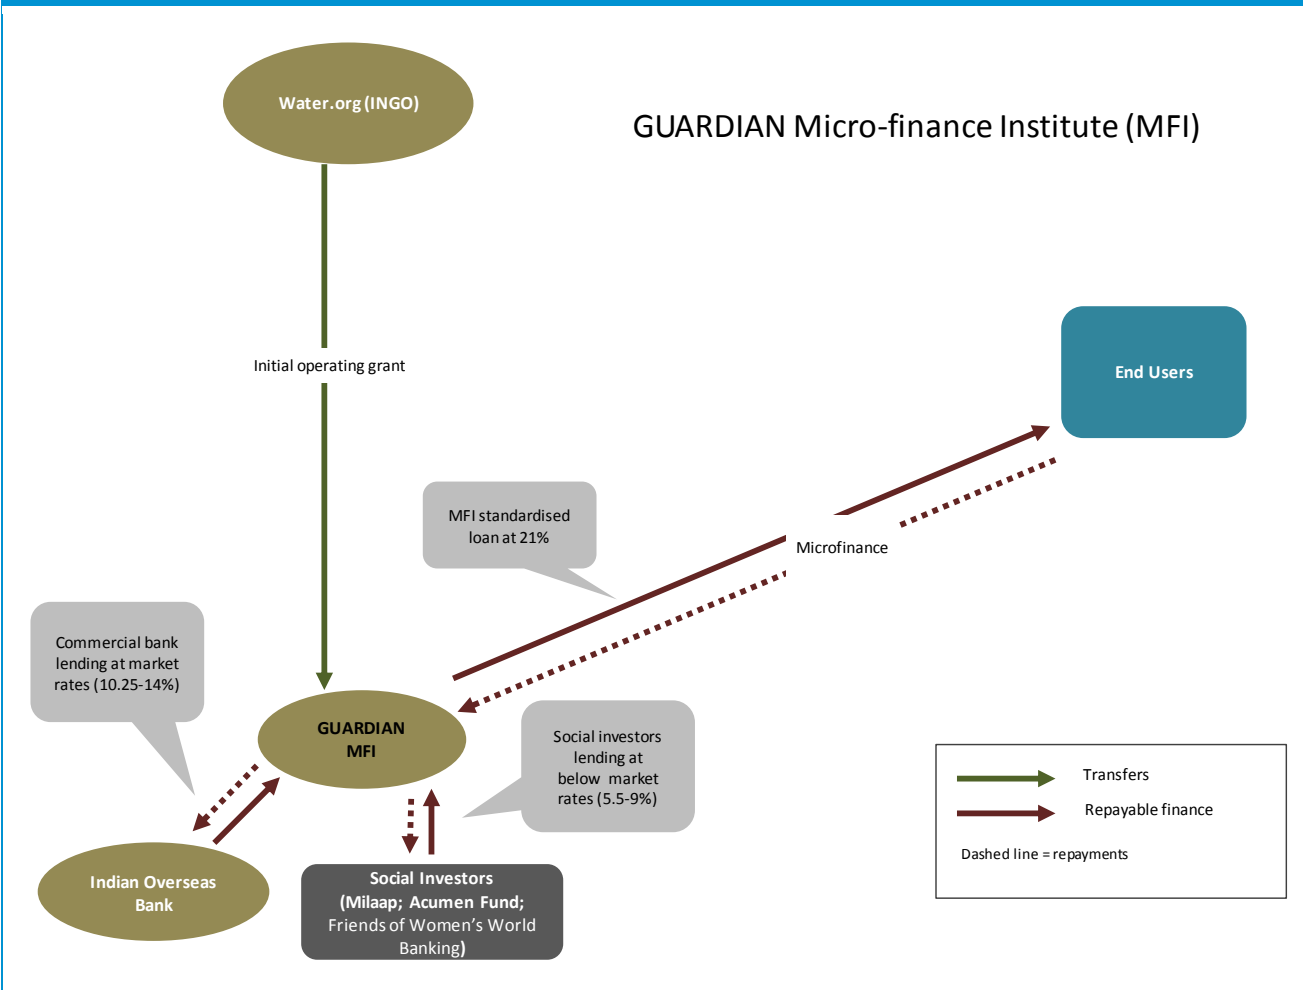 Water.org (INGO)
GUARDIAN Micro-finance Institute (MFI)
Initial operating grant
End Users
MFI standardised
loan at 21%
Microfinance
Commercial bank
lending at market
rates (10.25-14%)
GUARDIAN
MFI
Social investors
lending at
below market
rates (5.5-9%)
Transfers
Repayable finance
Dashed line = repayments
Indian Overseas
Bank
Social Investors
(Milaap; Acumen Fund;
Friends of Women’s World
Banking)